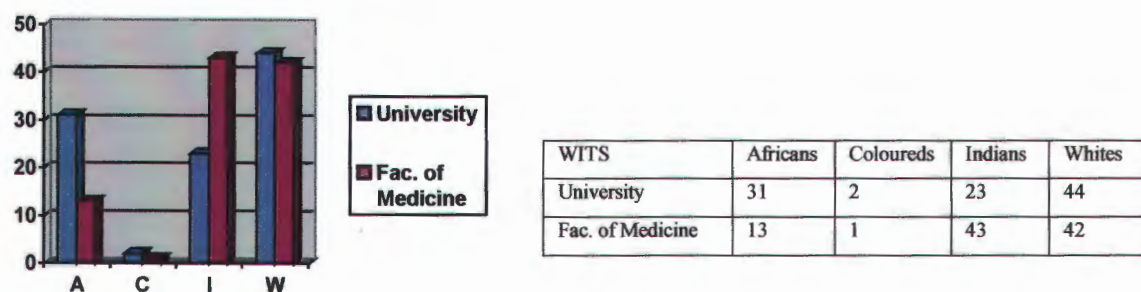 50
40
30
20
10
0
A C I W
University
Fac. of
Medicine
WITS Africans Coloureds Indians Whites
University 31 2 23 44
Fac. of Medicine 13 1 43 42